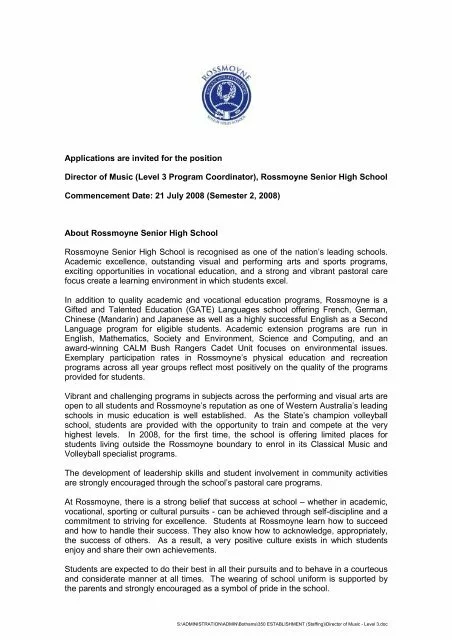 ROSSMOYNE
SENIOR HIGH SCHOOL
Applications are invited for the position
Director of Music (Level 3 Program Coordinator), Rossmoyne Senior High School
Commencement Date: 21 July 2008 (Semester 2, 2008)
About Rossmoyne Senior High School
Rossmoyne Senior High School is recognised as one of the nation's leading schools.
Academic excellence, outstanding visual and performing arts and sports programs,
exciting opportunities in vocational education, and a strong and vibrant pastoral care
focus create a learning environment in which students excel.
In addition to quality academic and vocational education programs, Rossmoyne is a
Gifted and Talented Education (GATE) Languages school offering French, German,
Chinese (Mandarin) and Japanese as well as a highly successful English as a Second
Language program for eligible students. Academic extension programs are run in
English, Mathematics, Society and Environment, Science and Computing, and an
award-winning CALM Bush Rangers Cadet Unit focuses on environmental issues.
Exemplary participation rates in Rossmoyne's physical education and recreation
programs across all year groups reflect most positively on the quality of the programs
provided for students.
Vibrant and challenging programs in subjects across the performing and visual arts are
open to all students and Rossmoyne's reputation as one of Western Australia's leading
schools in music education is well established. As the State's champion volleyball
school, students are provided with the opportunity to train and compete at the very
highest levels. In 2008, for the first time, the school is offering limited places for
students living outside the Rossmoyne boundary to enrol in its Classical Music and
Volleyball specialist programs.
The development of leadership skills and student involvement in community activities
are strongly encouraged through the school's pastoral care programs.
At Rossmoyne, there is a strong belief that success at school – whether in academic,
vocational, sporting or cultural pursuits - can be achieved through self-discipline and a
commitment to striving for excellence. Students at Rossmoyne learn how to succeed
and how to handle their success. They also know how to acknowledge, appropriately,
the success of others. As a result, a very positive culture exists in which students
enjoy and share their own achievements.
Students are expected to do their best in all their pursuits and to behave in a courteous
and considerate manner at all times. The wearing of school uniform is supported by
the parents and strongly encouraged as a symbol of pride in the school.
S:\ADMINISTRATION\ADMIN\Bothams\350 ESTABLISHMENT (Staffing)\Director of Music - Level 3.doc